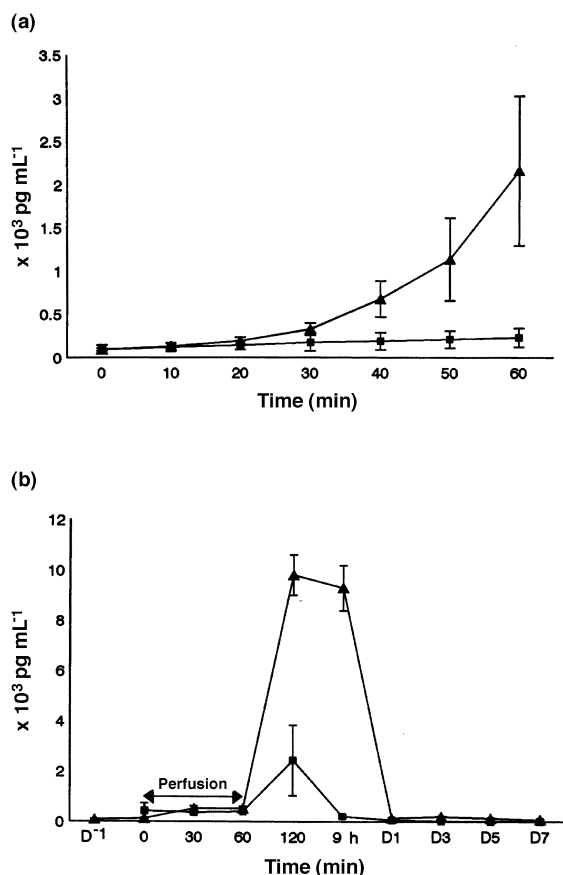 (a)
3.5
3
2.5
2
1.5
1
0.5
0
x 10³ pg mL⁻¹
0 10 20 30 40 50 60
Time (min)
(b)
12
10
8
6
4
2
0
x 10³ pg mL⁻¹
Perfusion
D⁻¹ 0 30 60 120 9 h D1 D3 D5 D7
Time (min)